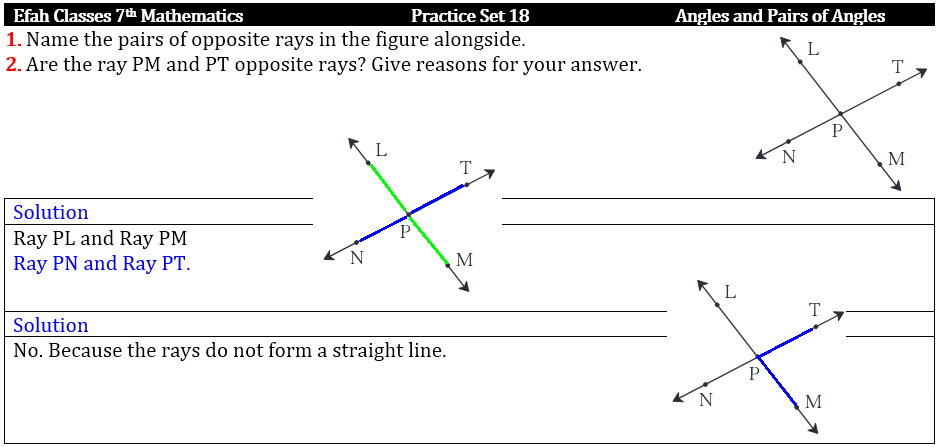 Efah Classes 7th Mathematics Practice Set 18 Angles and Pairs of Angles
1. Name the pairs of opposite rays in the figure alongside.
2. Are the ray PM and PT opposite rays? Give reasons for your answer.
L
T
P
N
M
L
T
P
N
M
Solution
Ray PL and Ray PM
Ray PN and Ray PT.
L
T
P
N
M
Solution
No. Because the rays do not form a straight line.